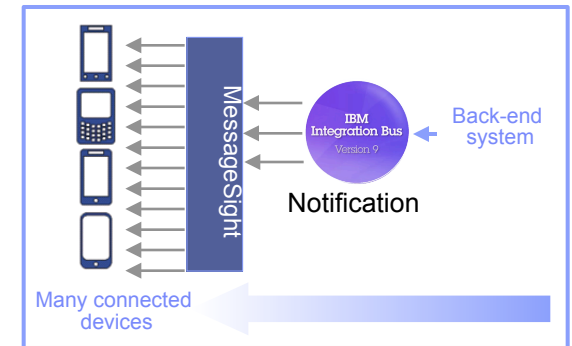 MessageSight
IBM
Integration Bus
Version 9
Back-end
system
Notification
Many connected
devices